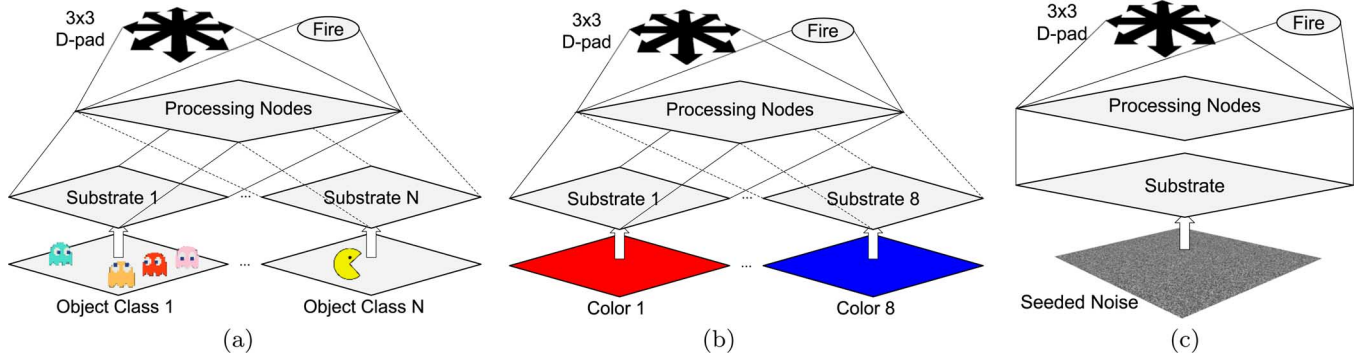 3x3
D-pad
Fire
Processing Nodes
Substrate 1
...
Substrate N
...
Object Class 1
Object Class N
(a)
3x3
D-pad
Fire
Processing Nodes
Substrate 1
...
Substrate 8
...
Color 1
Color 8
(b)
3x3
D-pad
Fire
Processing Nodes
Substrate
Seeded Noise
(c)